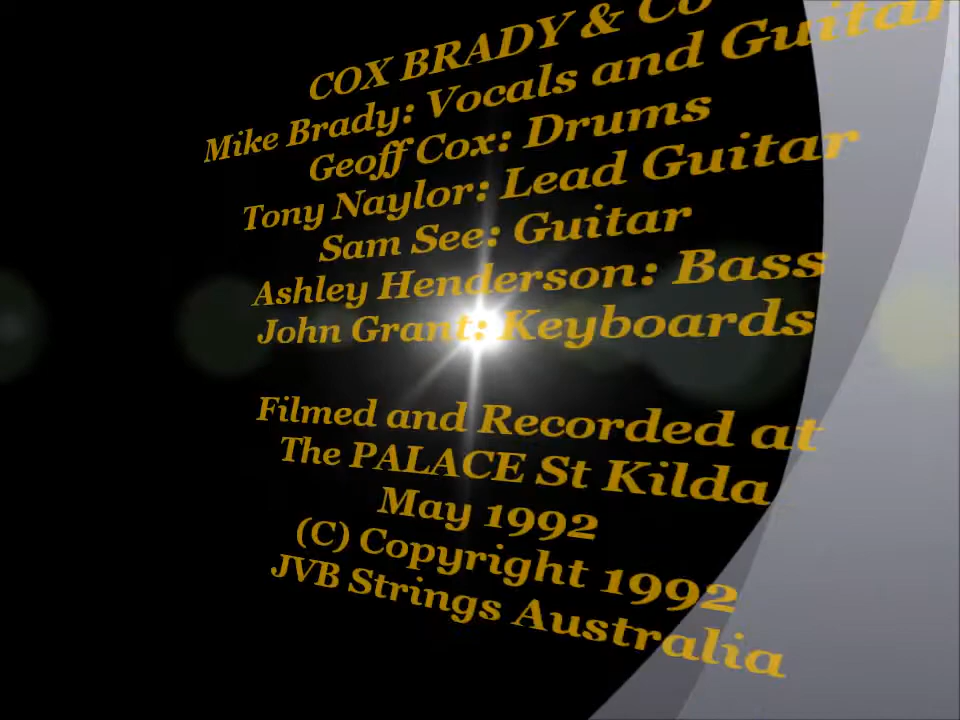 COX BRADY & Co
Mike Brady: Vocals and Guitar
Geoff Cox: Drums
Tony Naylor: Lead Guitar
Sam See: Guitar
Ashley Henderson: Bass
John Grant: Keyboards
Filmed and Recorded at
The PALACE St Kilda
May 1992
(C) Copyright 1992
JVB Strings Australia